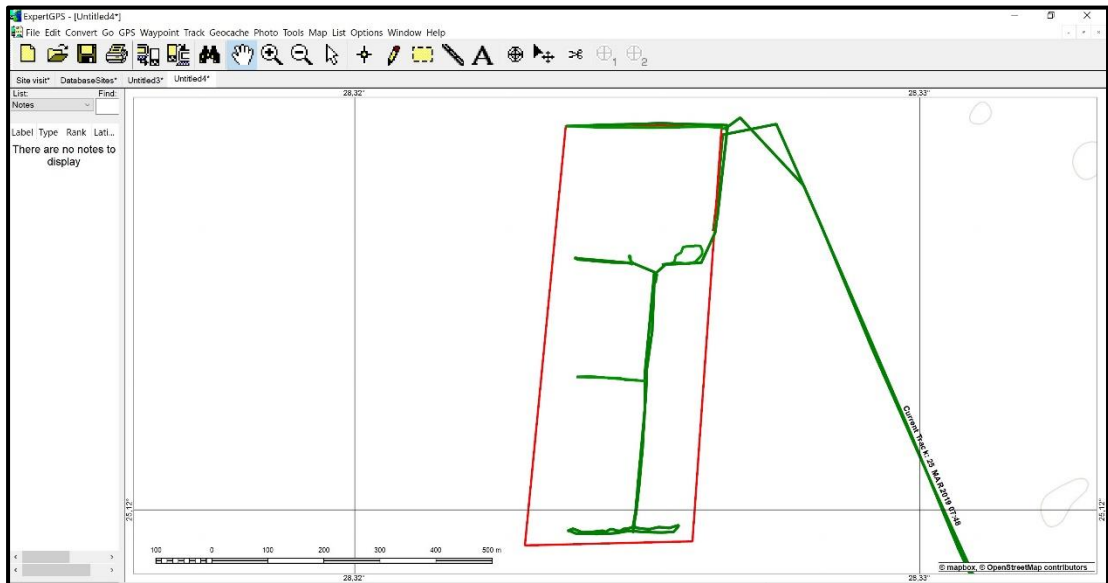 ExpertGPS - [Untitled4*]
File Edit Convert Go GPS Waypoint Track Geocache Photo Tools Map List Options Window Help
Site visit* DatabaseSites* Untitled3* Untitled4*
List: Find:
Notes
Label Type Rank Lati...
There are no notes to
display
28,32° 28,33°
25,12° 25,12°
Current Track: 25 MAR 2019 07:48
100 0 100 200 300 400 500 m
© mapbox, © OpenStreetMap contributors
28,32° 28,33°